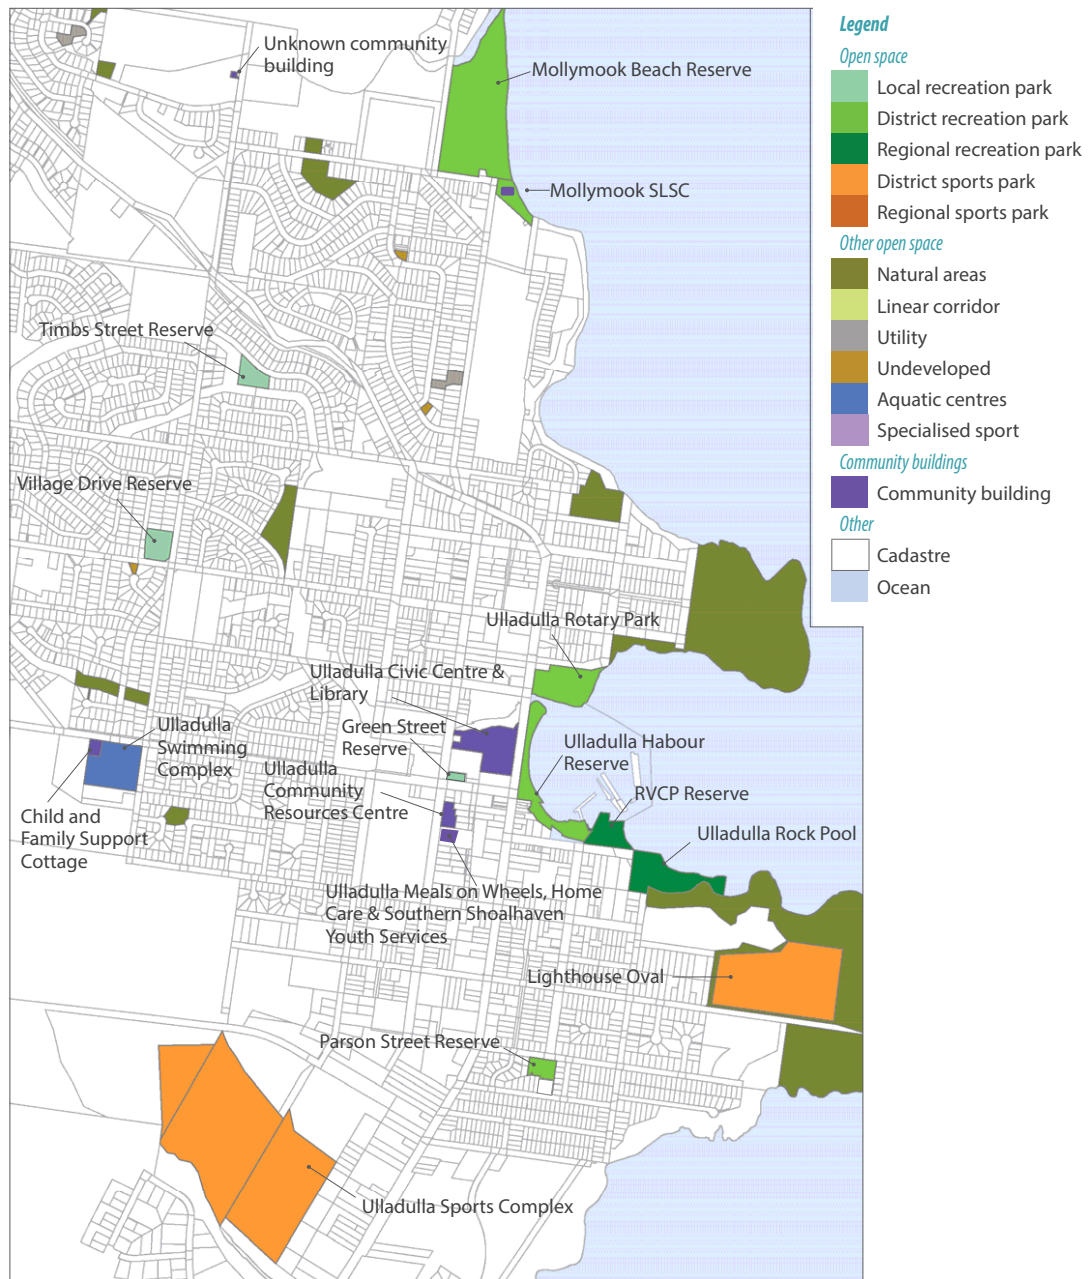 Unknown community
building
Mollymook Beach Reserve
Mollymook SLSC
Timbs Street Reserve
Village Drive Reserve
Ulladulla Rotary Park
Ulladulla Civic Centre &
Library
Green Street
Reserve
Ulladulla
Swimming
Complex
Ulladulla
Community
Resources Centre
Ulladulla Habour
Reserve
RVCP Reserve
Child and
Family Support
Cottage
Ulladulla Rock Pool
Ulladulla Meals on Wheels, Home
Care & Southern Shoalhaven
Youth Services
Lighthouse Oval
Parson Street Reserve
Ulladulla Sports Complex
Legend
Open space
Local recreation park
District recreation park
Regional recreation park
District sports park
Regional sports park
Other open space
Natural areas
Linear corridor
Utility
Undeveloped
Aquatic centres
Specialised sport
Community buildings
Community building
Other
Cadastre
Ocean